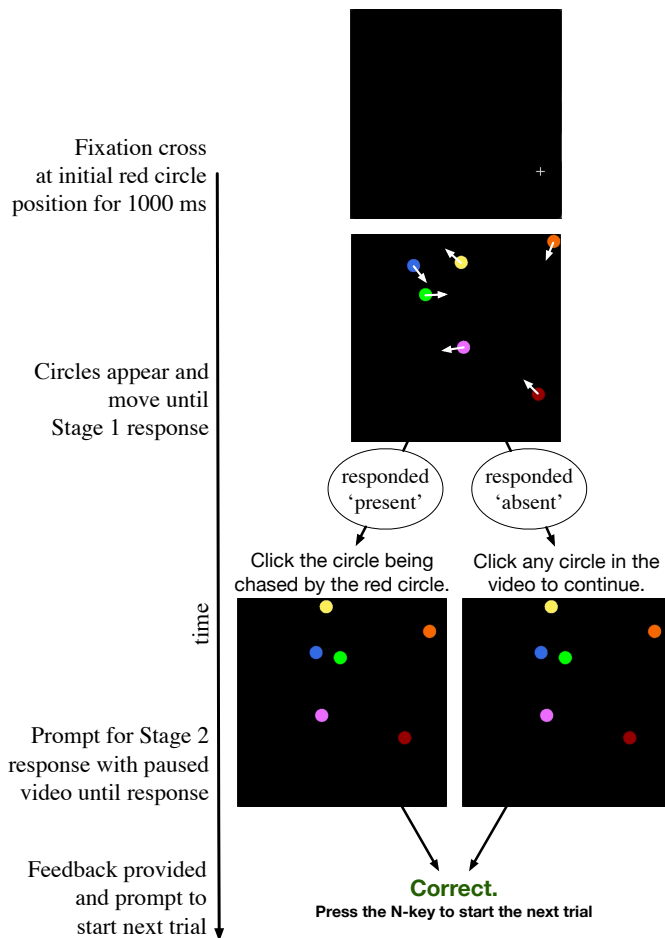 Fixation cross
at initial red circle
position for 1000 ms
Circles appear and
move until
Stage 1 response
responded
‘present’
responded
‘absent’
Click the circle being
chased by the red circle.
Click any circle in the
video to continue.
time
Prompt for Stage 2
response with paused
video until response
Feedback provided
and prompt to
start next trial
Correct.
Press the N-key to start the next trial